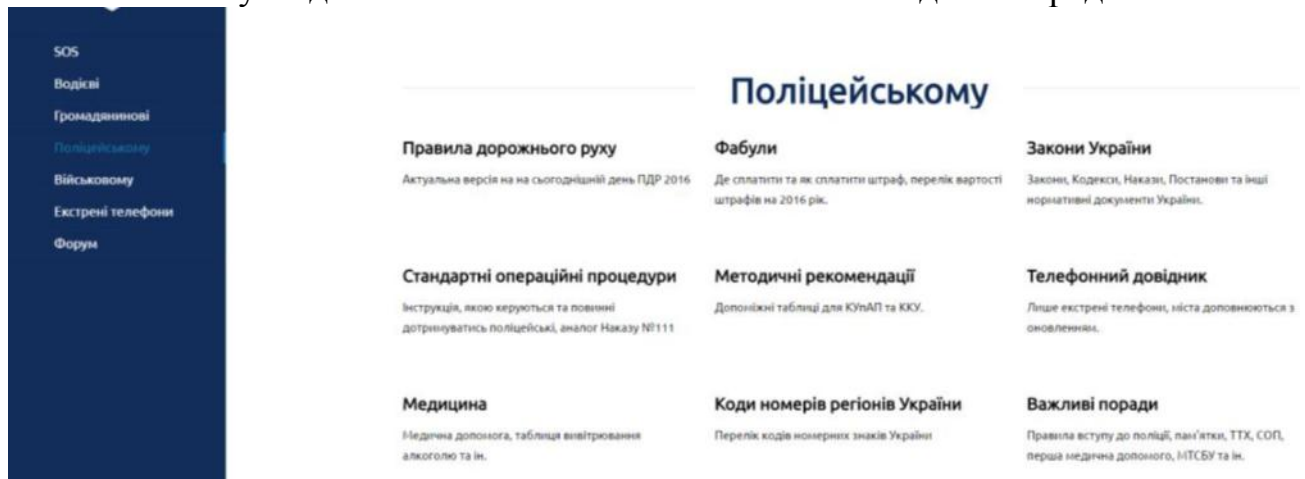 SOS
Водієві
Громадянинові
Поліцейському
Військовому
Екстрені телефони
Форум
Поліцейському
Правила дорожнього руху
Актуальна версія на на сьогоднішній день ПДР 2016
Фабули
Де сплатити та як сплатити штраф, перелік вартості
штрафів на 2016 рік.
Закони України
Закони, Кодекси, Накази, Постанови та інші
нормативні документи України.
Стандартні операційні процедури
Інструкція, якою керуються та повинні
дотримуватись поліцейські, аналог Наказу №111
Методичні рекомендації
Допоміжні таблиці для КУпАП та ККУ.
Телефонний довідник
Лише екстрені телефони, міста доповнюються з
оновленням.
Медицина
Медична допомога, таблиця вивітрювання
алкоголю та ін.
Коди номерів регіонів України
Перелік кодів номерних знаків України
Важливі поради
Правила вступу до поліції, пам'ятки, ТТХ, СОП,
перша медична допомого, МТСБУ та ін.